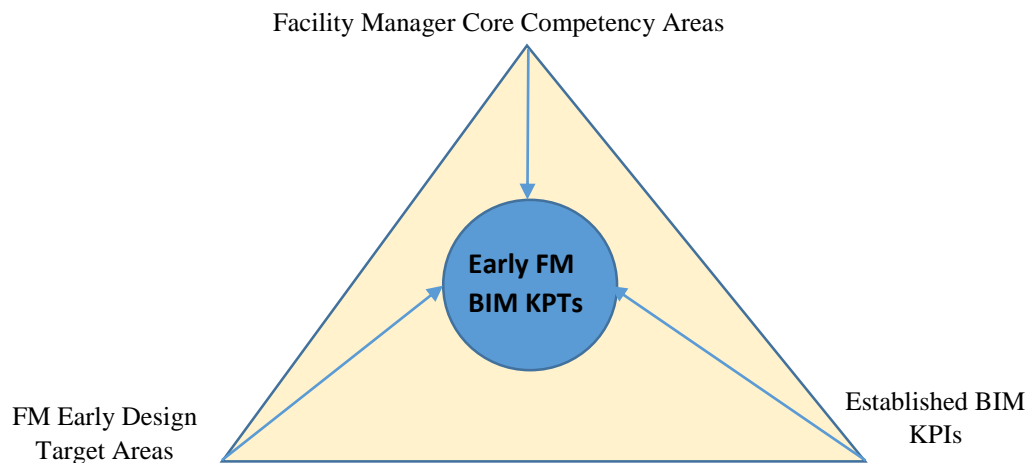 Facility Manager Core Competency Areas
Early FM
BIM KPTs
FM Early Design
Target Areas
Established BIM
KPIs